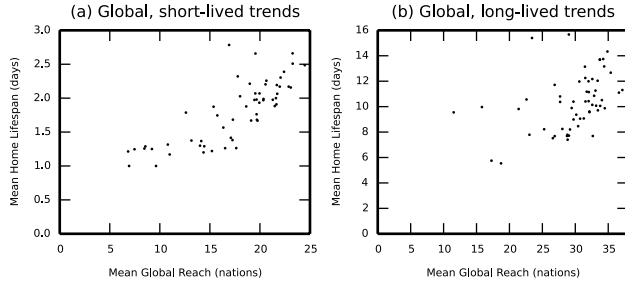 (a) Global, short-lived trends
3.0
2.5
2.0
1.5
1.0
0.5
0.0
Mean Home Lifespan (days)
0 5 10 15 20 25
Mean Global Reach (nations)
(b) Global, long-lived trends
16
14
12
10
8
6
4
2
0
Mean Home Lifespan (days)
0 5 10 15 20 25 30 35
Mean Global Reach (nations)